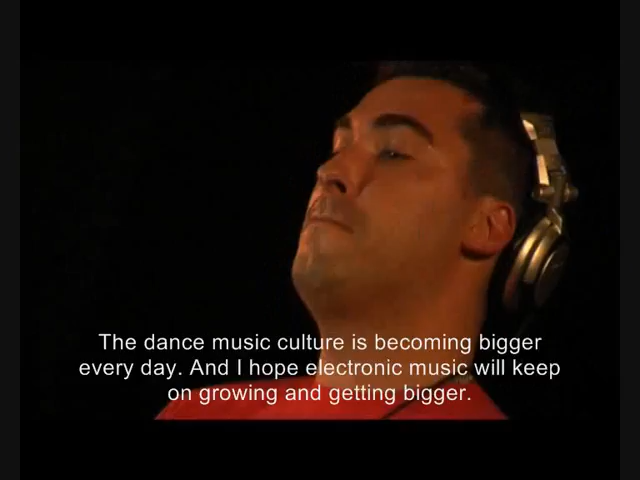 The dance music culture is becoming bigger
every day. And I hope electronic music will keep
on growing and getting bigger.